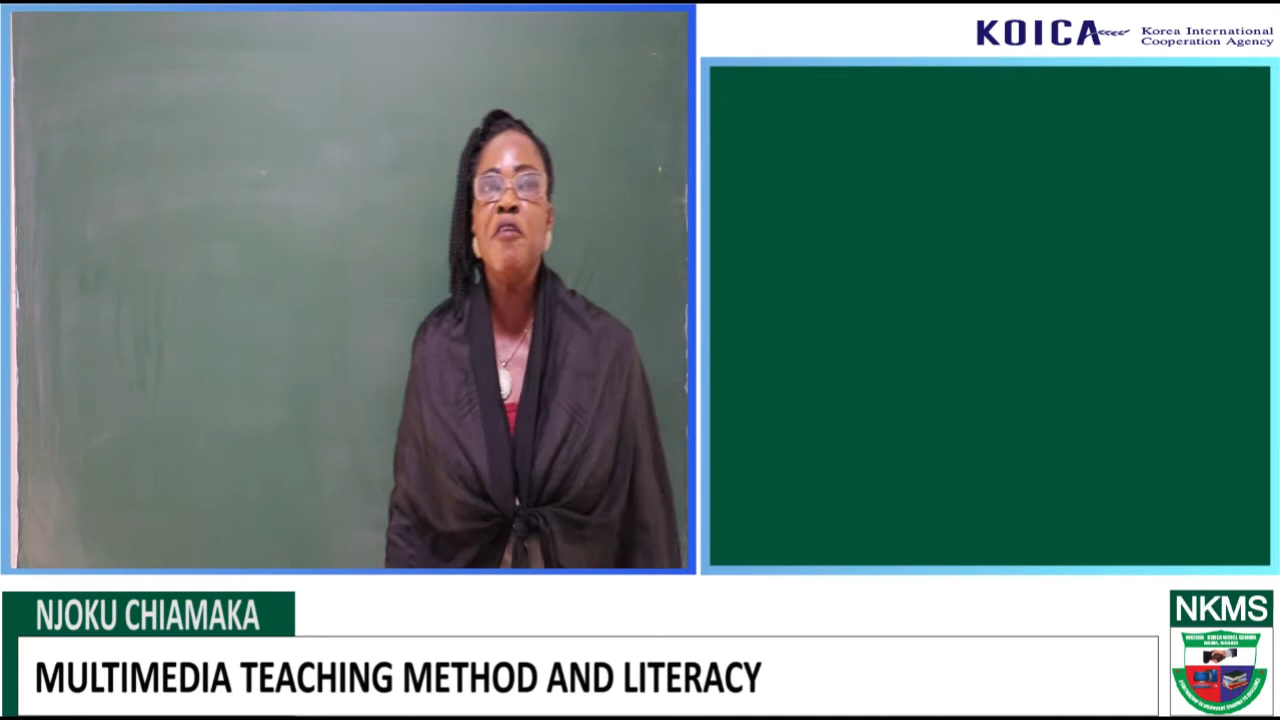 KOICA
Korea International
Cooperation Agency
NJOKU CHIAMAKA
MULTIMEDIA TEACHING METHOD AND LITERACY
NKMS